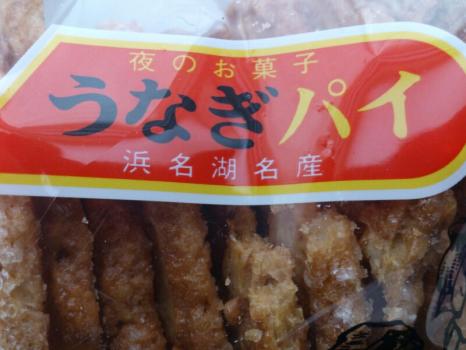 夜のお菓子
うなぎパイ
浜名湖名産